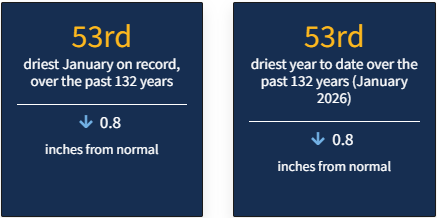 53rd
driest January on record,
over the past 132 years
↓ 0.8
inches from normal
53rd
driest year to date over the
past 132 years (January
2026)
↓ 0.8
inches from normal